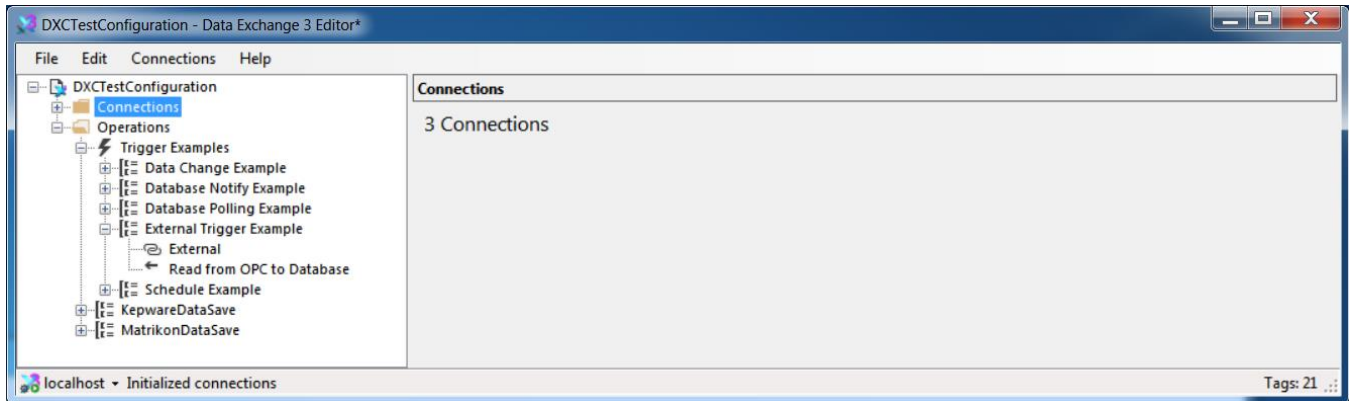 DXCTestConfiguration - Data Exchange 3 Editor*
File Edit Connections Help
DXCTestConfiguration
Connections
Operations
Trigger Examples
Data Change Example
Database Notify Example
Database Polling Example
External Trigger Example
External
Read from OPC to Database
Schedule Example
KepwareDataSave
MatrikonDataSave
Connections
3 Connections
localhost Initialized connections Tags: 21